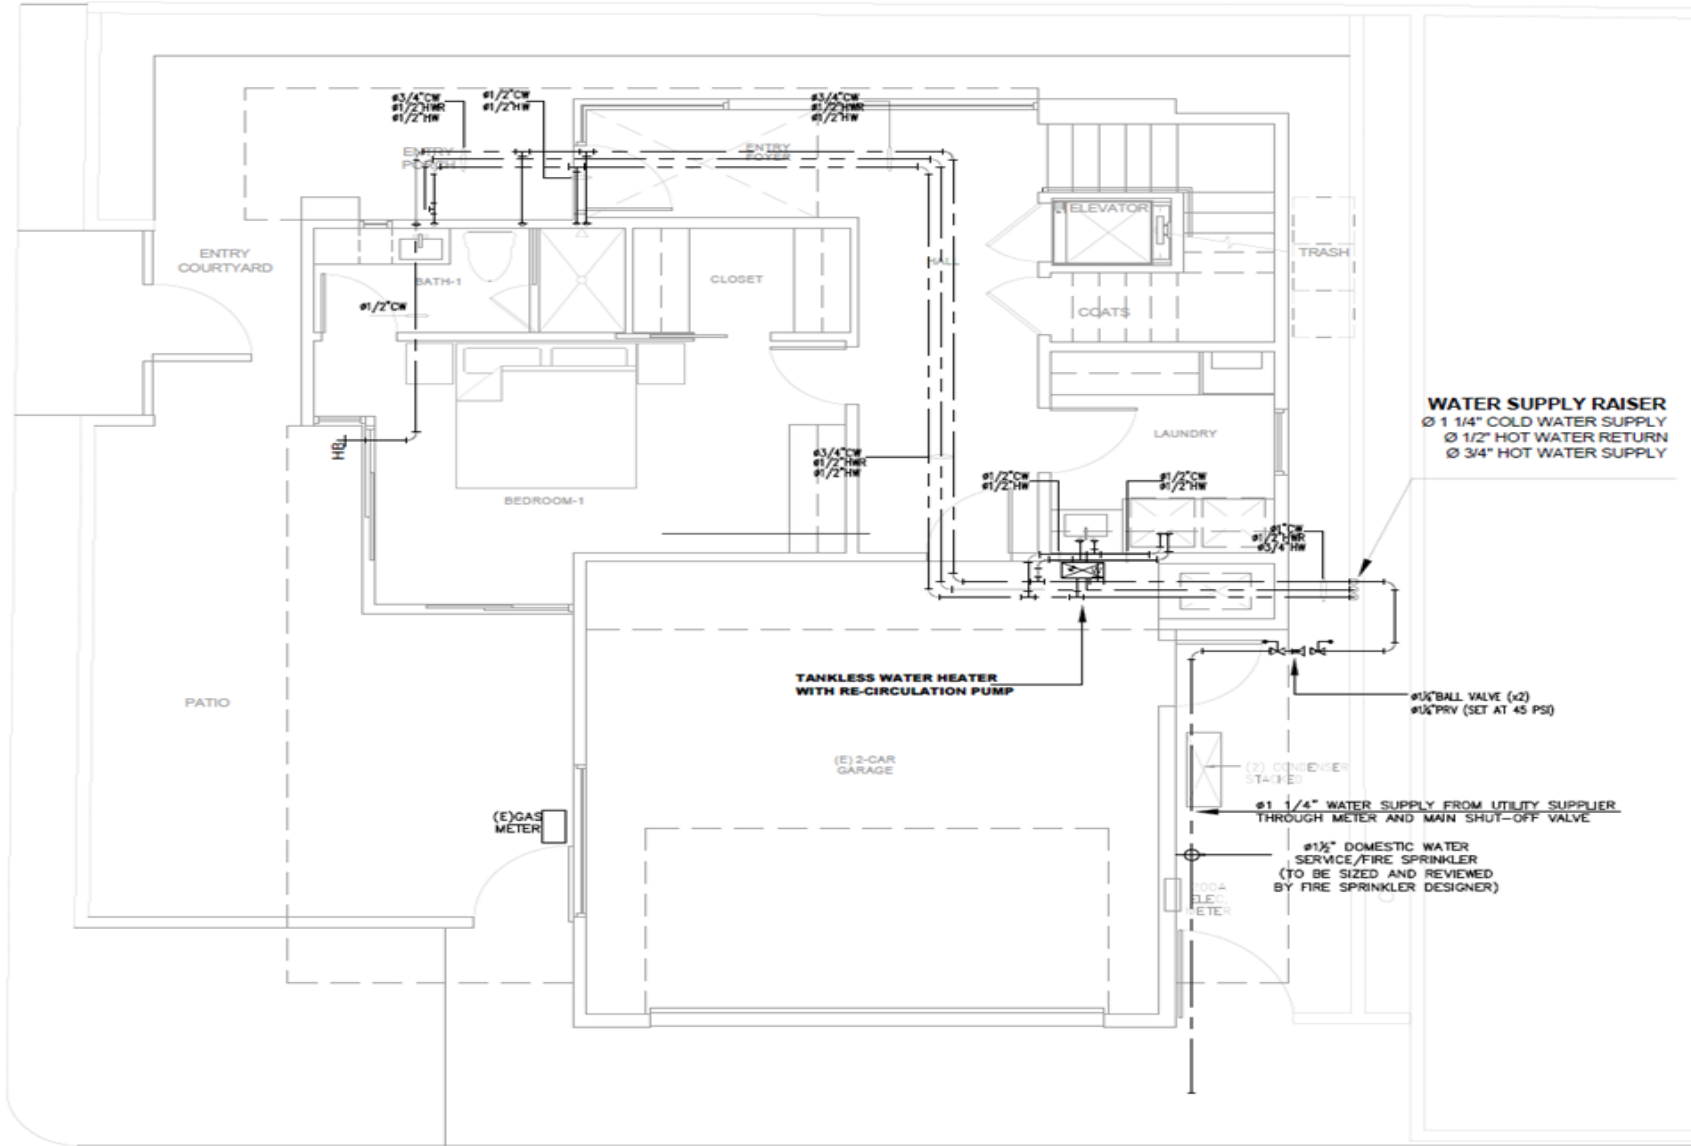 ø3/4"CW
ø1/2"HWR
ø1/2"HW
ø1/2"CW
ø1/2"HW
ø3/4"CW
ø1/2"HWR
ø1/2"HW
ENTRY
PORCH
ENTRY
FOYER
ELEVATOR
ENTRY
COURTYARD
TRASH
BATH-1
CLOSET
HALL
ø1/2"CW
COATS
WATER SUPPLY RAISER
Ø 1 1/4" COLD WATER SUPPLY
Ø 1/2" HOT WATER RETURN
Ø 3/4" HOT WATER SUPPLY
LAUNDRY
HB
ø3/4"CW
ø1/2"HWR
ø1/2"HW
ø1/2"CW
ø1/2"HW
ø1/2"CW
ø1/2"HW
BEDROOM-1
ø1"CW
ø1/2"HWR
ø3/4"HW
TANKLESS WATER HEATER
WITH RE-CIRCULATION PUMP
PATIO
ø1¼"BALL VALVE (x2)
ø1¼"PRV (SET AT 45 PSI)
(E) 2-CAR
GARAGE
(2) CONDENSER
STACKED
(E)GAS
METER
ø1 1/4" WATER SUPPLY FROM UTILITY SUPPLIER
THROUGH METER AND MAIN SHUT-OFF VALVE
ø1½" DOMESTIC WATER
SERVICE/FIRE SPRINKLER
(TO BE SIZED AND REVIEWED
BY FIRE SPRINKLER DESIGNER)
200A
ELEC.
METER